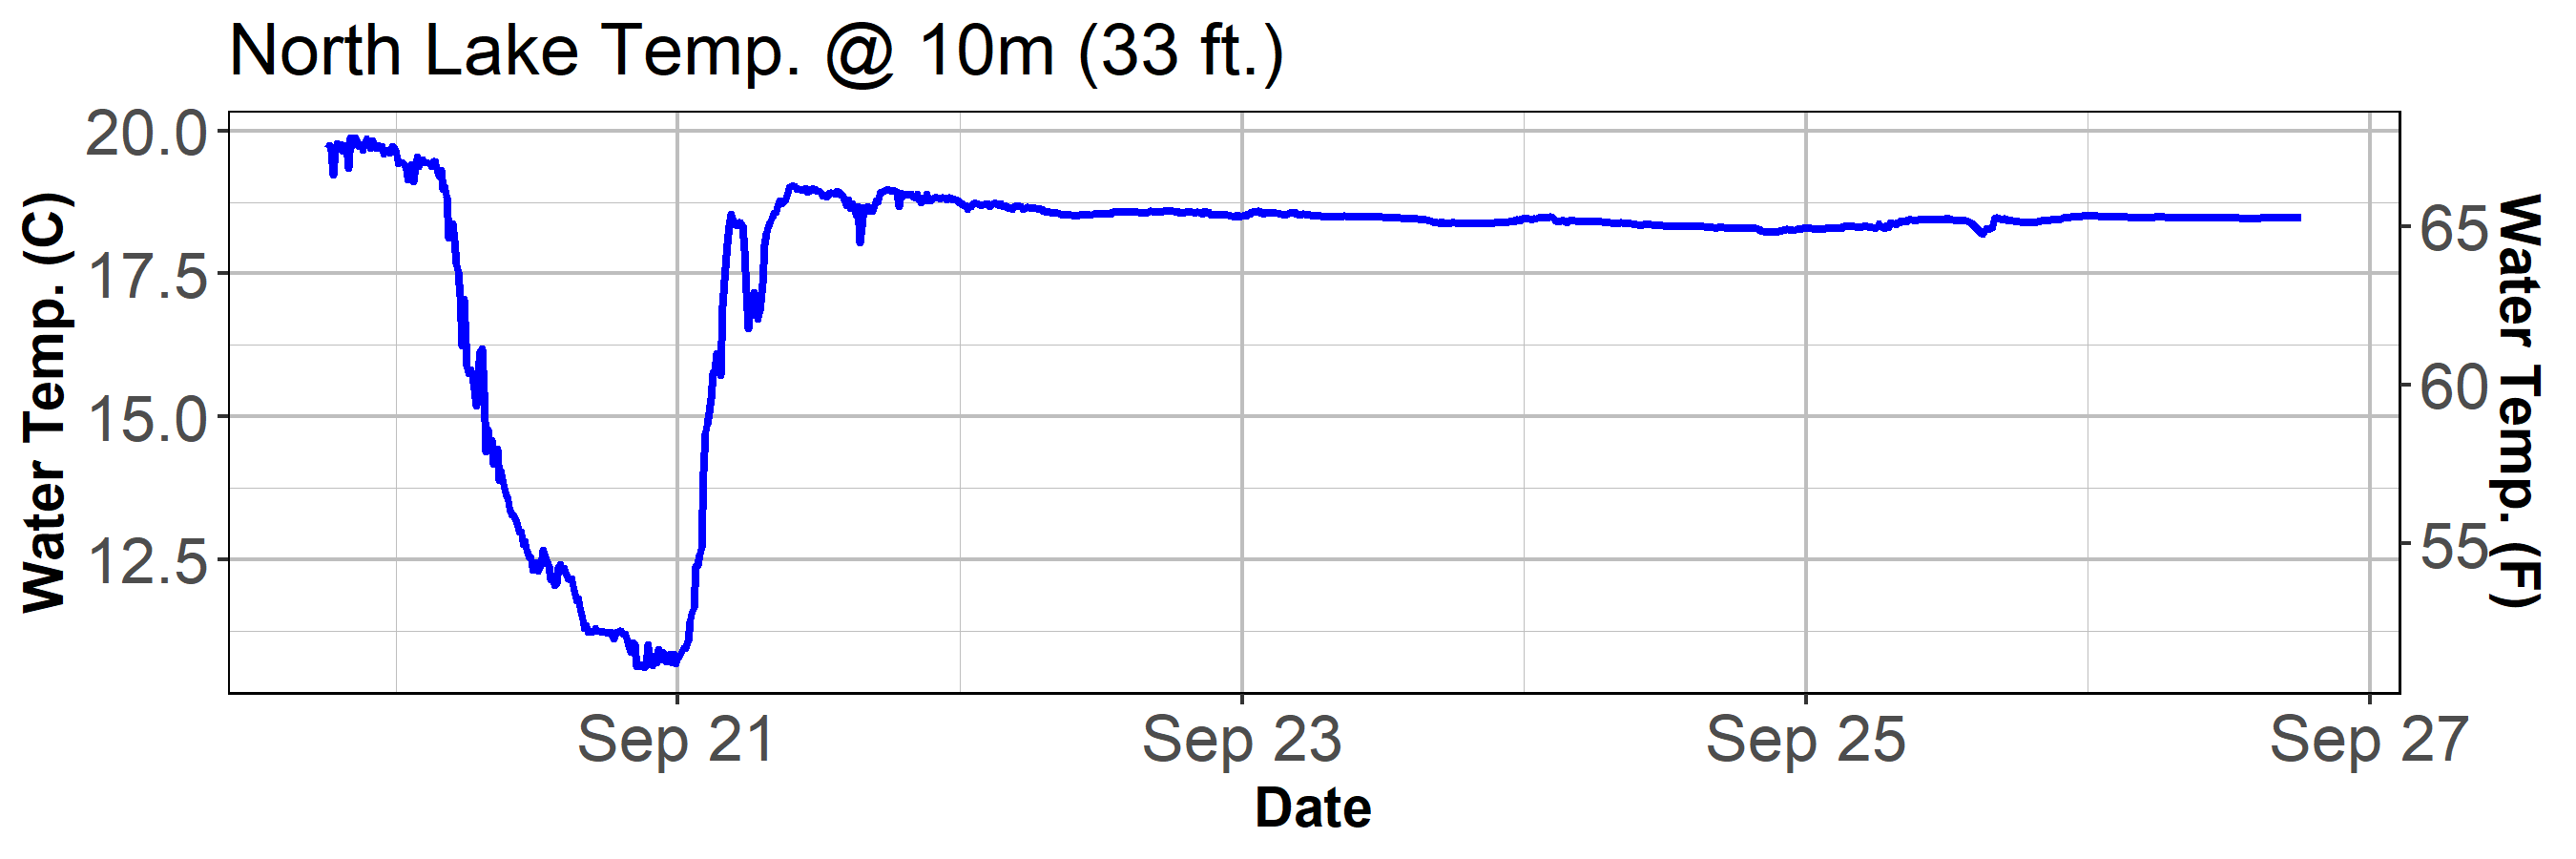 North Lake Temp. @ 10m (33 ft.)
Water Temp. (C)
20.0
17.5
15.0
12.5
65
60
55
Water Temp. (F)
Sep 21
Sep 23
Sep 25
Sep 27
Date